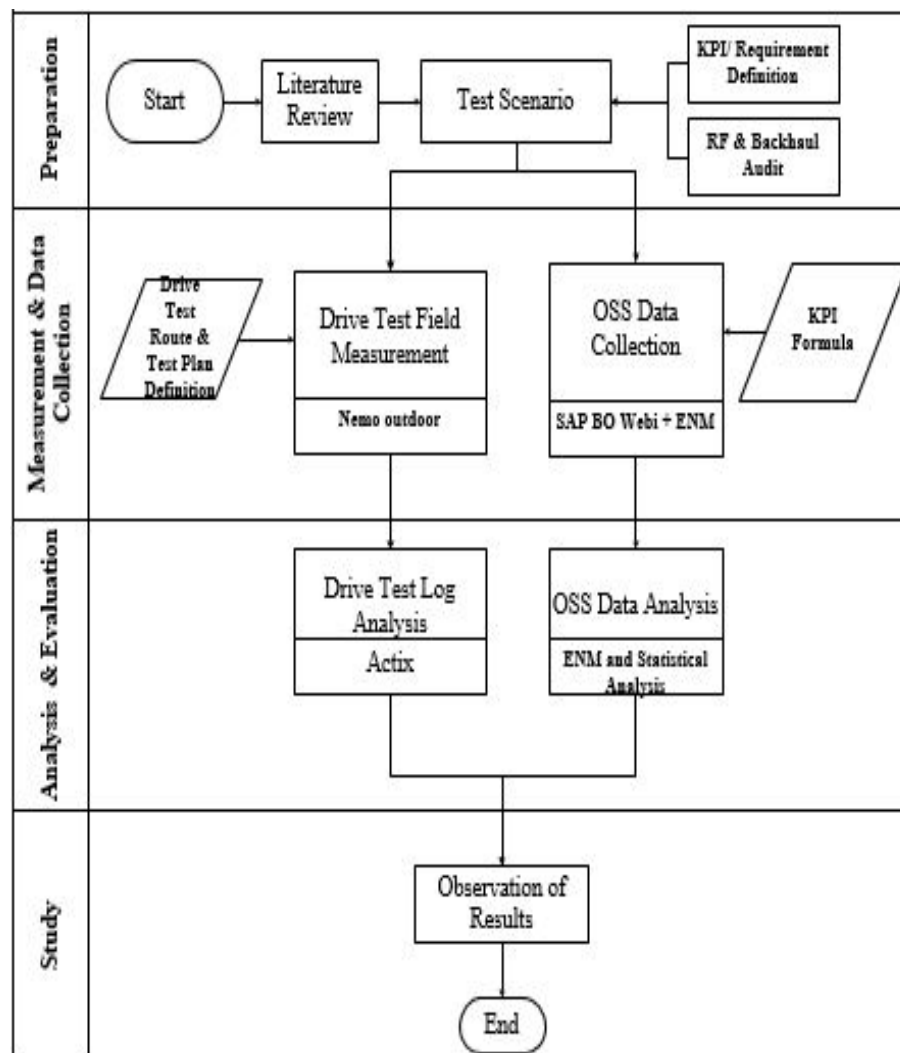 Preparation
Start
Literature
Review
Test Scenario
KPI/ Requirement
Definition
RF & Backhaul
Audit
Measurement & Data
Collection
Drive
Test
Route &
Test Plan
Definition
Drive Test Field
Measurement
Nemo outdoor
OSS Data
Collection
SAP BO Webi + ENM
KPI
Formula
Analysis & Evaluation
Drive Test Log
Analysis
Actix
OSS Data Analysis
ENM and Statistical
Analysis
Study
Observation of
Results
End